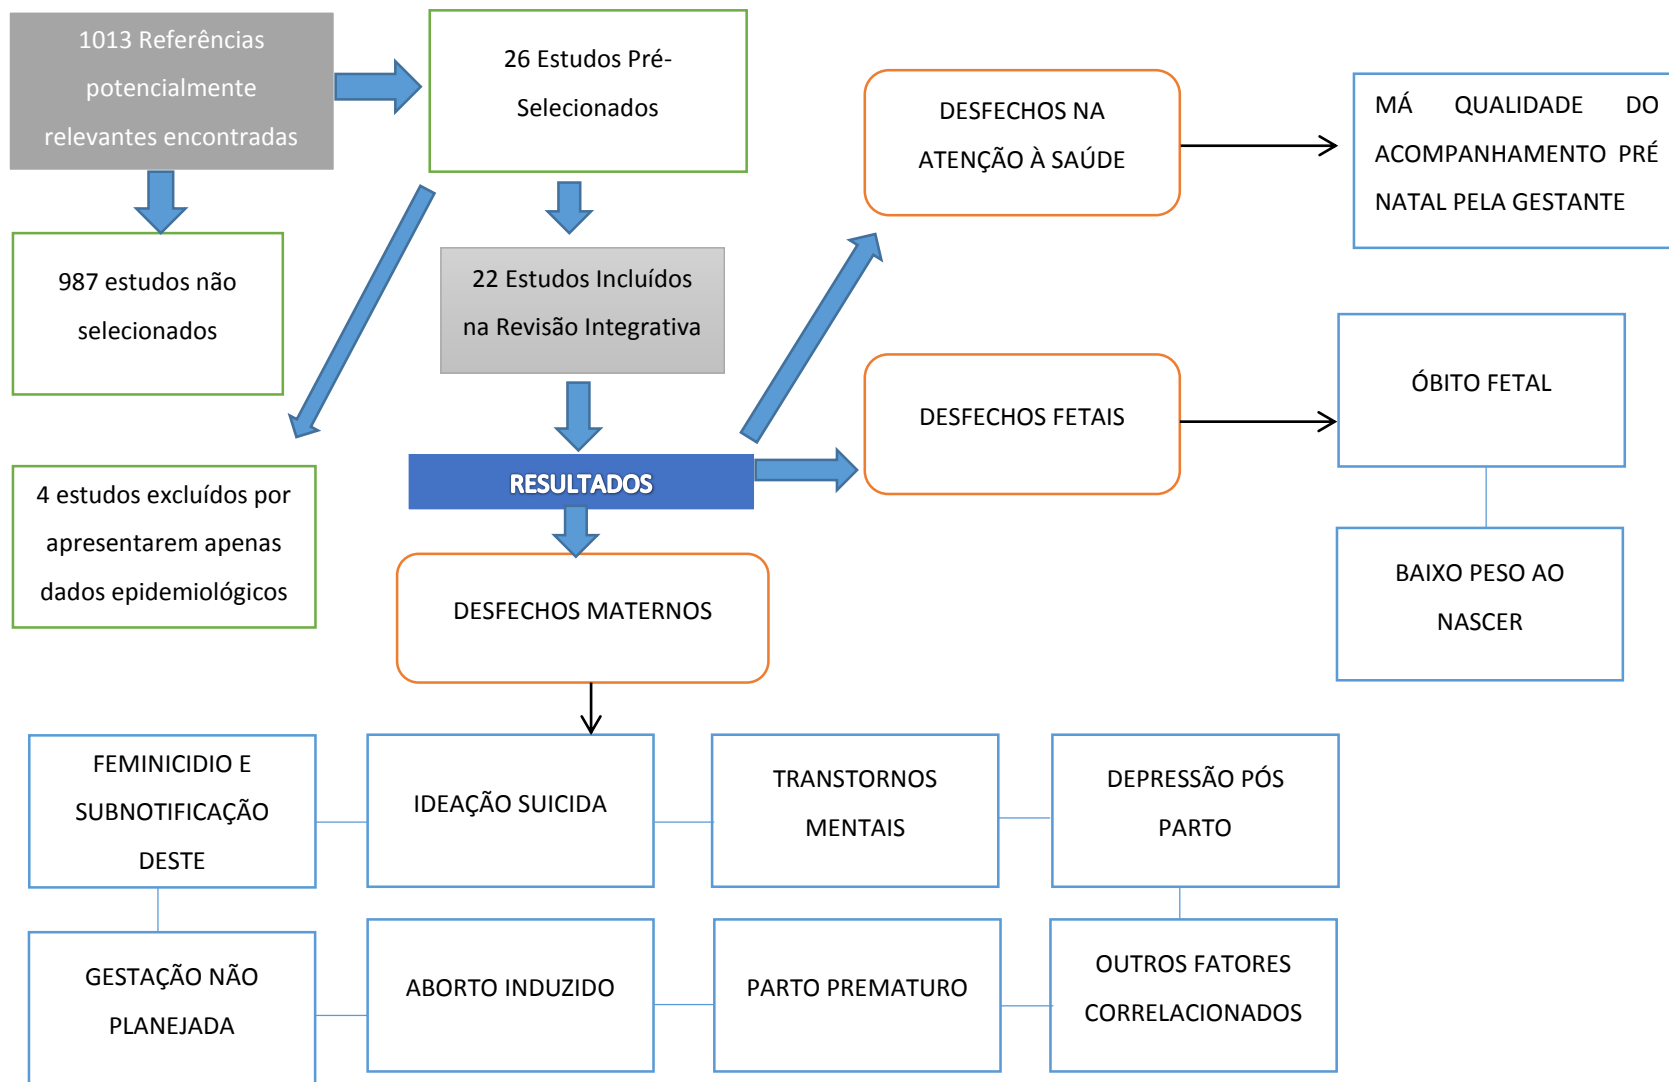 1013 Referências
potencialmente
relevantes encontradas
26 Estudos Pré-
Selecionados
987 estudos não
selecionados
22 Estudos Incluídos
na Revisão Integrativa
4 estudos excluídos por
apresentarem apenas
dados epidemiológicos
RESULTADOS
DESFECHOS NA
ATENÇÃO À SAÚDE
MÁ QUALIDADE DO
ACOMPANHAMENTO PRÉ
NATAL PELA GESTANTE
DESFECHOS FETAIS
ÓBITO FETAL
BAIXO PESO AO
NASCER
DESFECHOS MATERNOS
FEMINICIDIO E
SUBNOTIFICAÇÃO
DESTE
IDEAÇÃO SUICIDA
TRANSTORNOS
MENTAIS
DEPRESSÃO PÓS
PARTO
GESTAÇÃO NÃO
PLANEJADA
ABORTO INDUZIDO
PARTO PREMATURO
OUTROS FATORES
CORRELACIONADOS